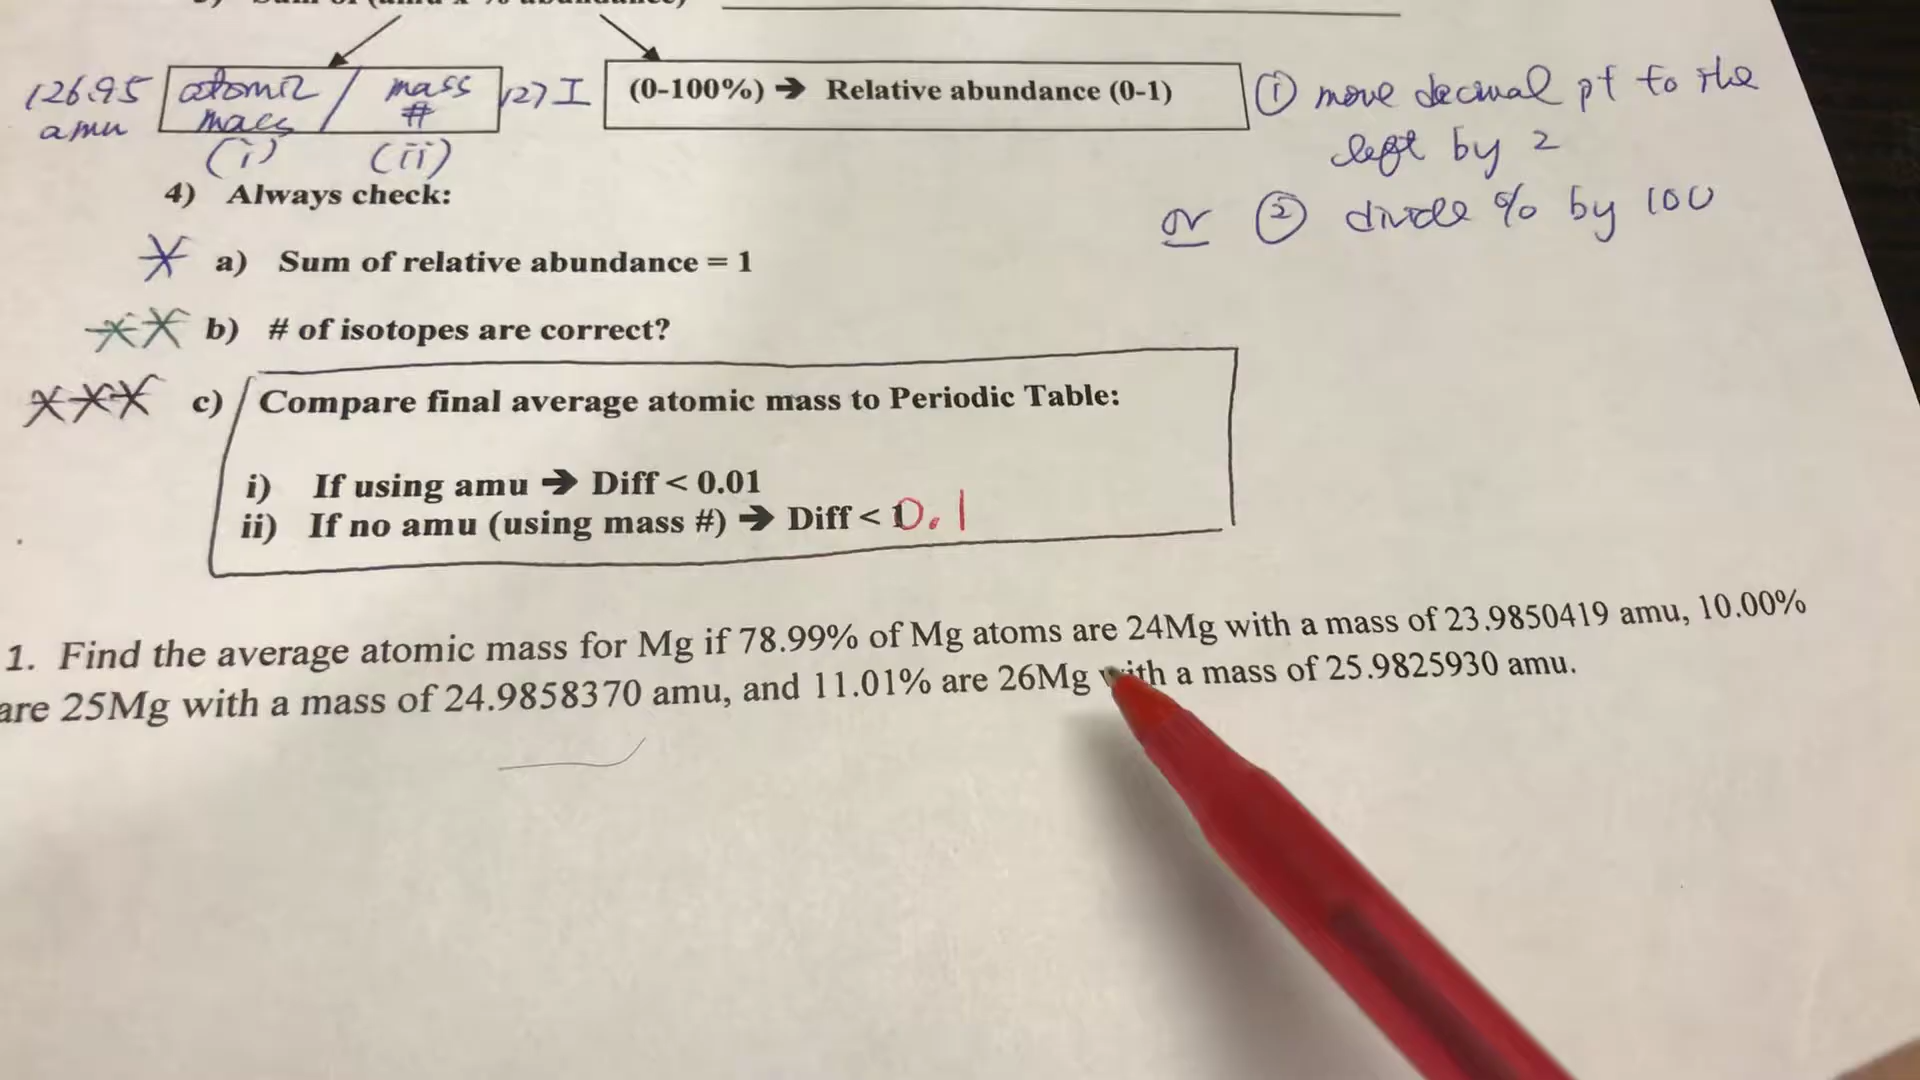 3) Sum of (amu x % abundance)
126.95 amu
atomic mass / mass #
127 I
(0-100%) ➔ Relative abundance (0-1)
① move decimal pt to the
left by 2
(i) (ii)
or ② divide % by 100
4) Always check:
* a) Sum of relative abundance = 1
** b) # of isotopes are correct?
*** c) Compare final average atomic mass to Periodic Table:
i) If using amu ➔ Diff < 0.01
ii) If no amu (using mass #) ➔ Diff < 0.1
1. Find the average atomic mass for Mg if 78.99% of Mg atoms are 24Mg with a mass of 23.9850419 amu, 10.00%
are 25Mg with a mass of 24.9858370 amu, and 11.01% are 26Mg with a mass of 25.9825930 amu.